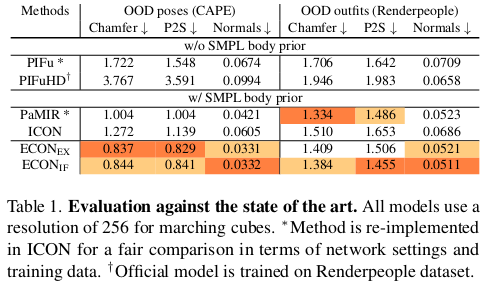 Methods OOD poses (CAPE) OOD outfits (Renderpeople)
Chamfer ↓ P2S ↓ Normals ↓ Chamfer ↓ P2S ↓ Normals ↓
w/o SMPL body prior
PIFu * 1.722 1.548 0.0674 1.706 1.642 0.0709
PIFuHD† 3.767 3.591 0.0994 1.946 1.983 0.0658
w/ SMPL body prior
PaMIR * 1.004 1.004 0.0421 1.334 1.486 0.0523
ICON 1.272 1.139 0.0605 1.510 1.653 0.0686
ECON_EX 0.837 0.829 0.0331 1.409 1.506 0.0521
ECON_IF 0.844 0.841 0.0332 1.384 1.455 0.0511
Table 1. Evaluation against the state of the art. All models use a
resolution of 256 for marching cubes. *Method is re-implemented
in ICON for a fair comparison in terms of network settings and
training data. †Official model is trained on Renderpeople dataset.